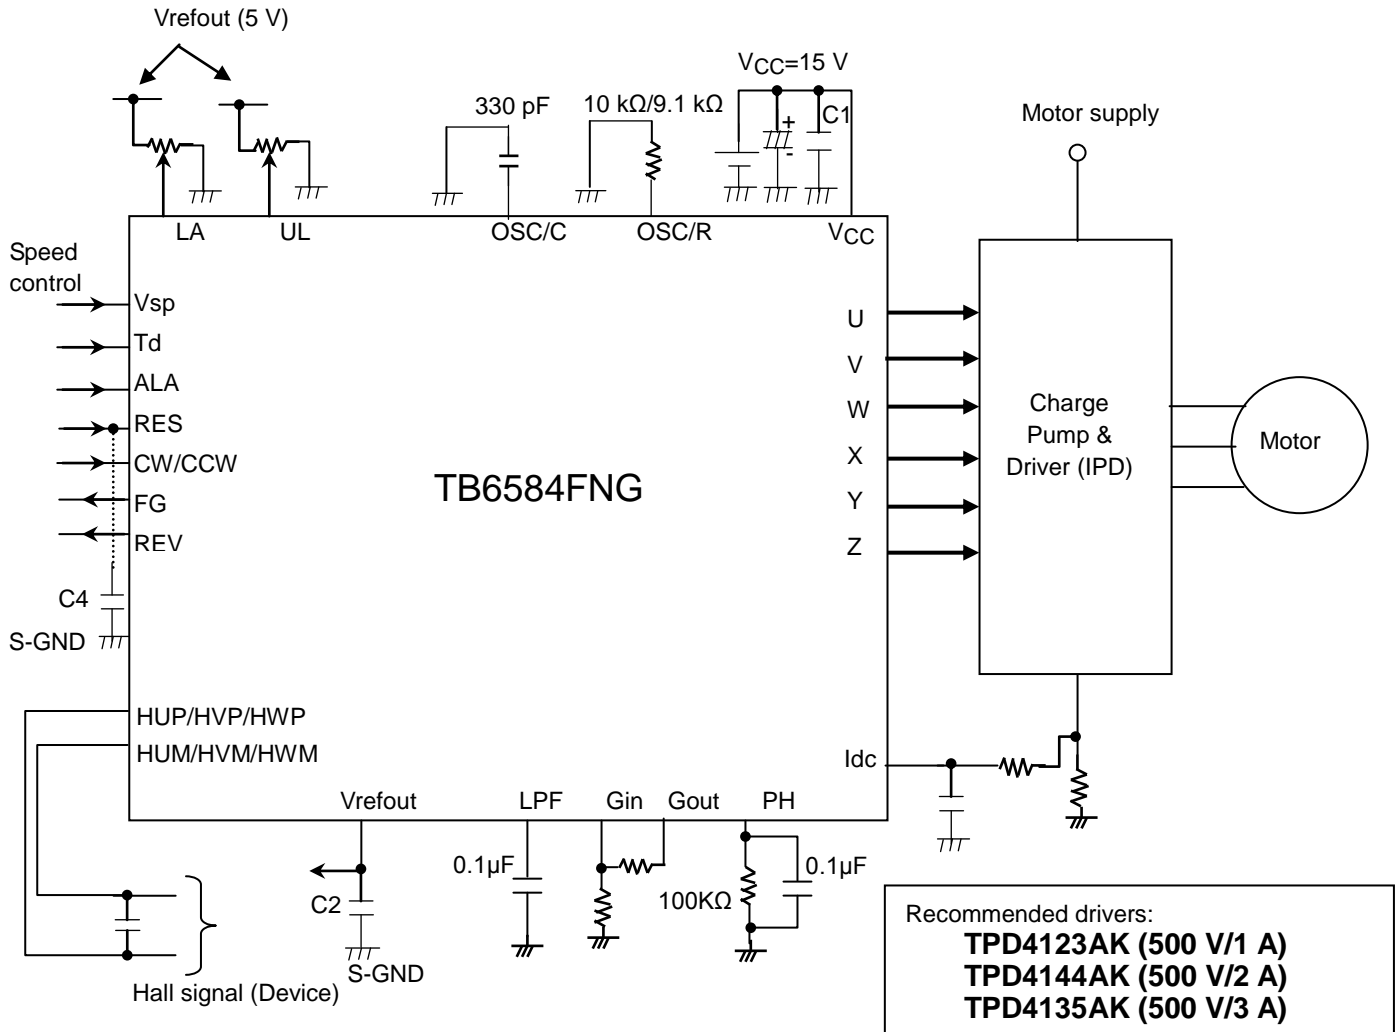 Vrefout (5 V)
VCC=15 V
330 pF
10 kΩ/9.1 kΩ
C1
+
-
Motor supply
LA
UL
OSC/C
OSC/R
VCC
Speed
control
Vsp
Td
ALA
RES
CW/CCW
FG
REV
C4
S-GND
TB6584FNG
U
V
W
X
Y
Z
Charge
Pump &
Driver (IPD)
Motor
HUP/HVP/HWP
HUM/HVM/HWM
Idc
Vrefout
LPF
Gin
Gout
PH
0.1µF
0.1µF
100KΩ
C2
S-GND
Hall signal (Device)
Recommended drivers:
TPD4123AK (500 V/1 A)
TPD4144AK (500 V/2 A)
TPD4135AK (500 V/3 A)